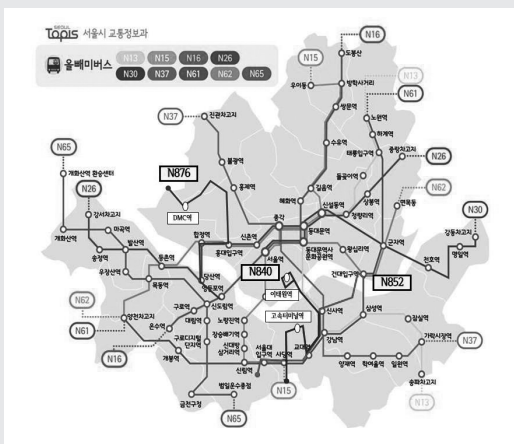 SEOUL
Topis 서울시 교통정보과
올빼미버스
N13 N15 N16 N26
N30 N37 N61 N62 N65
N16
도봉산
N15
우이동
방학사거리
N13
N61
쌍문역
노원역
하계역
N37
진관차고지
수유역
태릉입구역
중랑차고지
N65
개화산역 환승센터
불광역
돌곶이역
N26
N876
홍제역
길음역
N62
N26
강서차고지
혜화역
신설동역
상봉역
면목동
N30
DMC역
종각
청량리역
마곡역
합정역
신촌역
동대문역
강동차고지
개화산역
발산역
홍대입구역
서울역
동대문역사
문화공원역
왕십리역
군자역
명일역
송정역
등촌역
천호역
우장산역
당산역
N840
건대입구역
N852
목동역
영등포역
이태원역
N62
구로역
신도림역
고속터미널역
신사역
삼성역
잠실역
양천차고지
대림역
노량진역
N61
온수역
장승배기역
강남역
가락시장역
N37
구로디지털
단지역
신대방
삼거리역
서울대
입구역
사당역
교대역
N16
개봉역
양재역
학여울역
일원역
신림역
송파차고지
범일운수종점
N15
N13
금천구청
N65